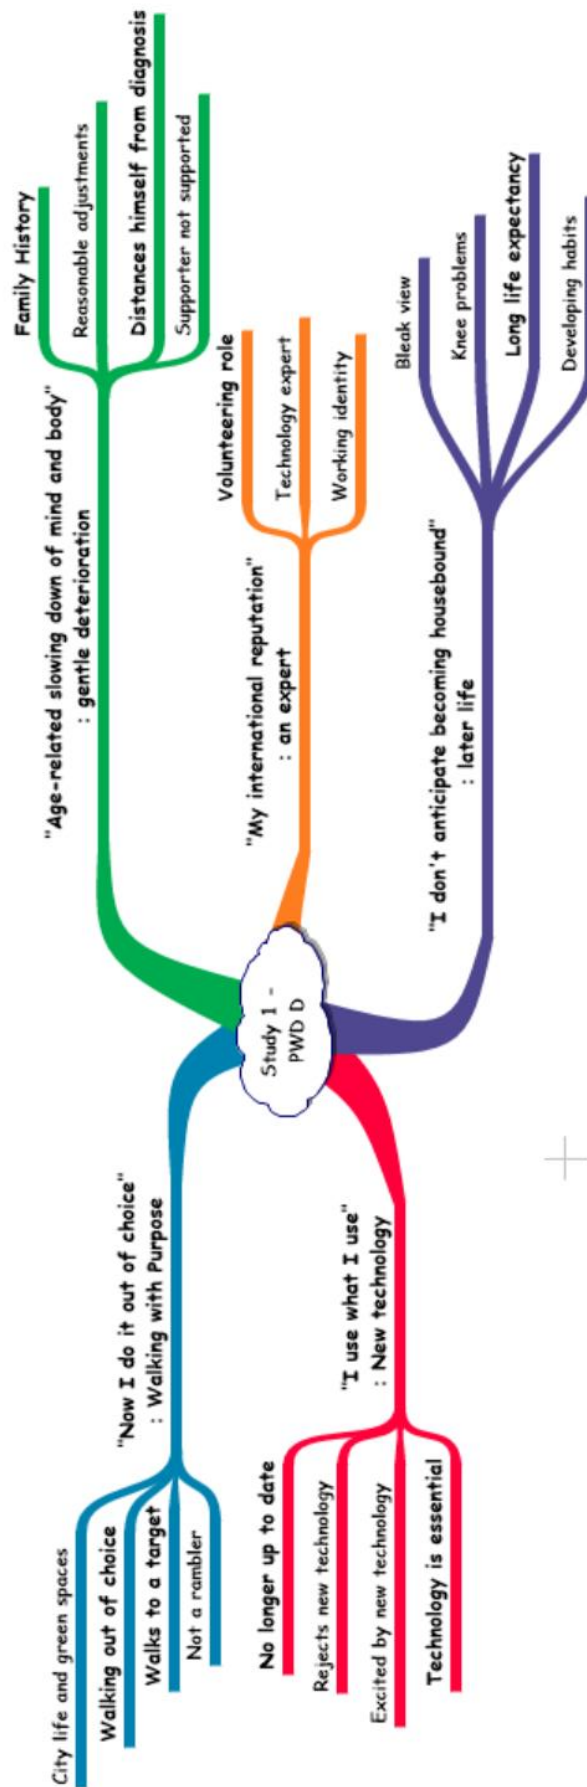 Study 1 -
PWD D
"Age-related slowing down of mind and body"
: gentle deterioration
Family History
Reasonable adjustments
Distances himself from diagnosis
Supporter not supported
"My international reputation"
: an expert
Volunteering role
Technology expert
Working identity
"I don't anticipate becoming housebound"
: later life
Bleak view
Knee problems
Long life expectancy
Developing habits
"Now I do it out of choice"
: Walking with Purpose
City life and green spaces
Walking out of choice
Walks to a target
Not a rambler
"I use what I use"
: New technology
No longer up to date
Rejects new technology
Excited by new technology
Technology is essential